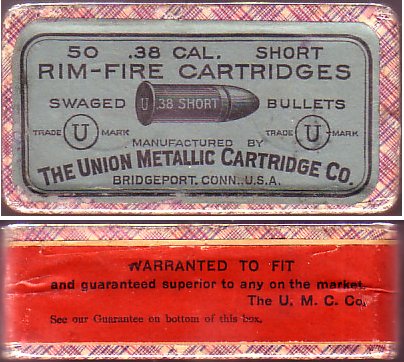 50 .38 CAL. SHORT
RIM-FIRE CARTRIDGES
SWAGED U .38 SHORT BULLETS
TRADE U MARK TRADE U MARK
MANUFACTURED BY
THE UNION METALLIC CARTRIDGE CO.
BRIDGEPORT, CONN., U.S.A.
WARRANTED TO FIT
and guaranteed superior to any on the market.
The U. M. C. Co.
See our Guarantee on bottom of this box.